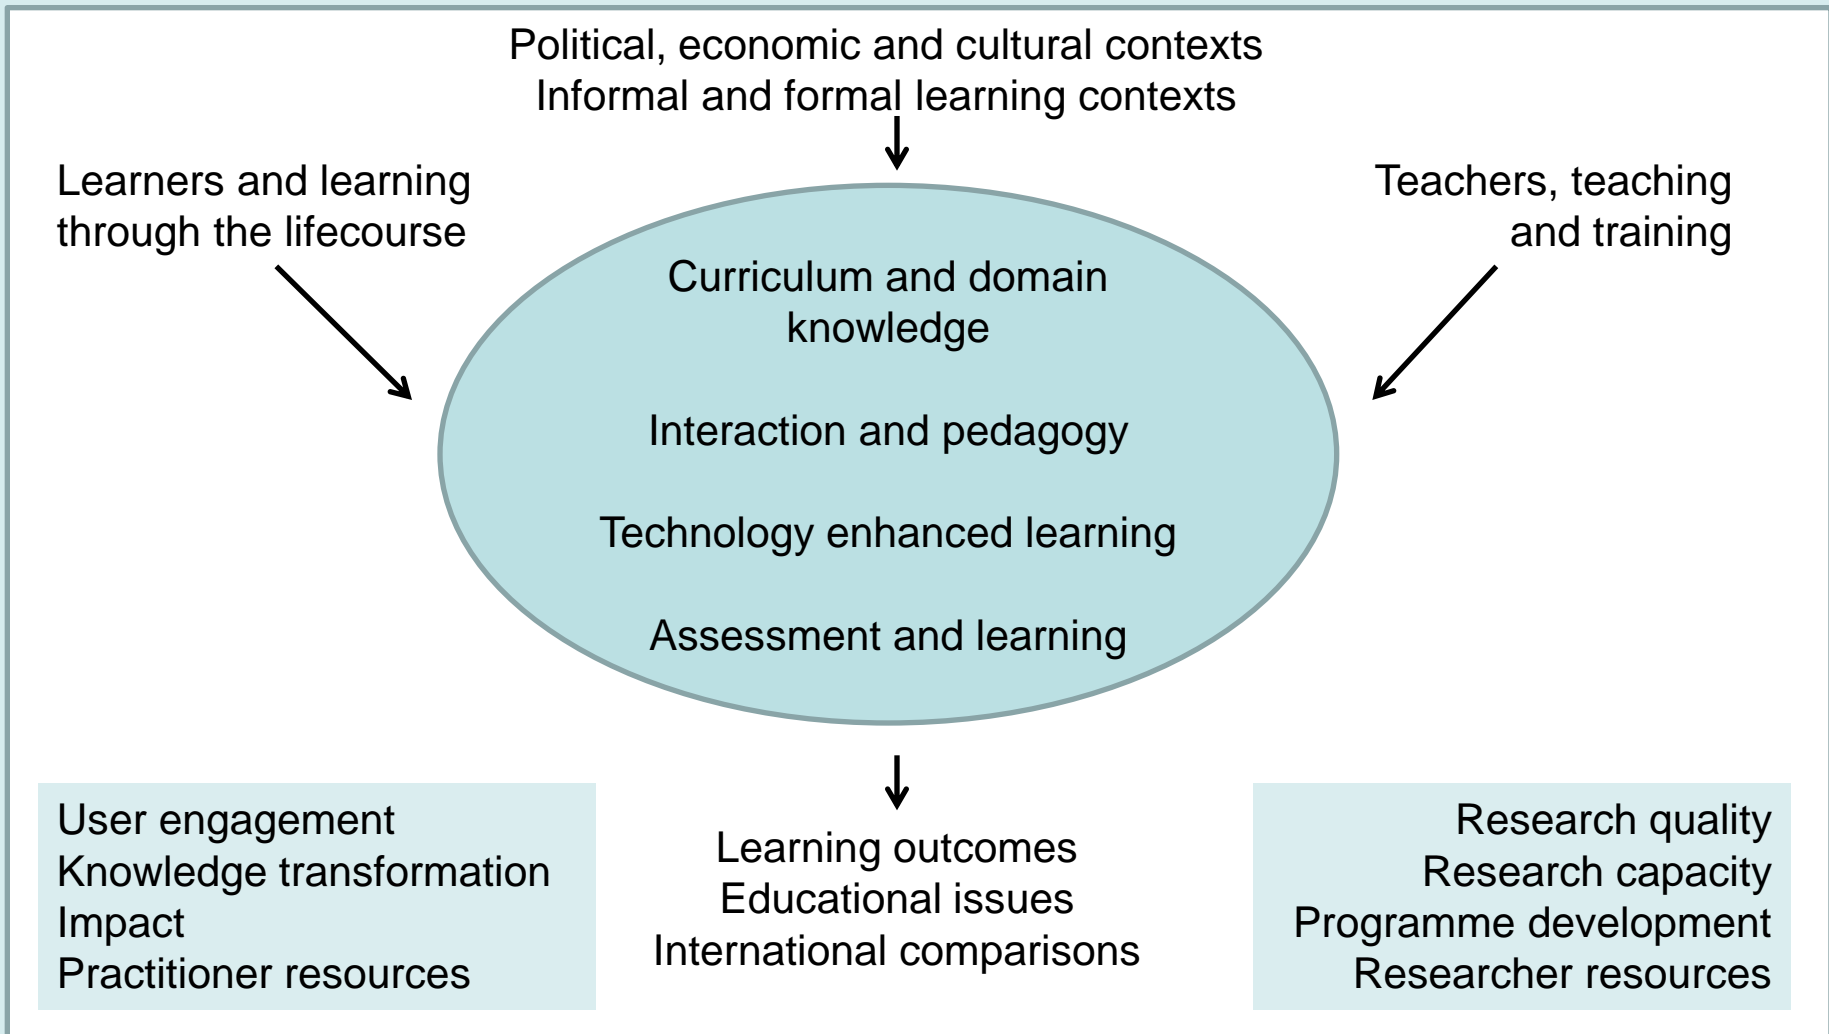 Political, economic and cultural contexts
Informal and formal learning contexts
Learners and learning
through the lifecourse
Teachers, teaching
and training
Curriculum and domain
knowledge
Interaction and pedagogy
Technology enhanced learning
Assessment and learning
User engagement
Knowledge transformation
Impact
Practitioner resources
Learning outcomes
Educational issues
International comparisons
Research quality
Research capacity
Programme development
Researcher resources